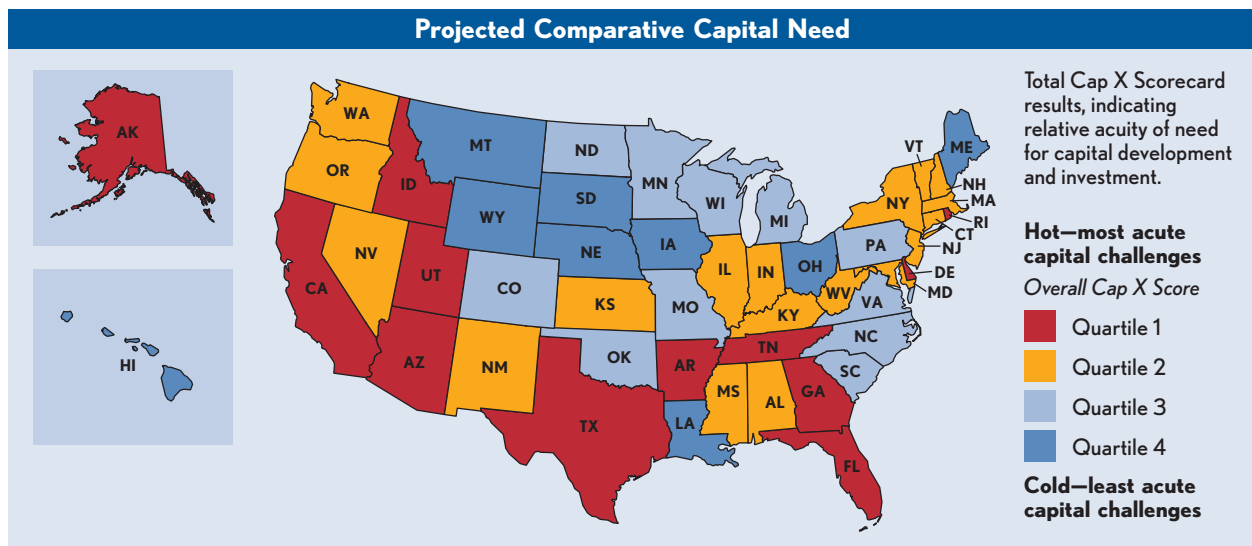 Projected Comparative Capital Need
AK
HI
WA
OR
CA
NV
ID
MT
WY
UT
AZ
CO
NM
ND
SD
NE
KS
OK
TX
MN
IA
MO
AR
LA
WI
IL
MI
IN
OH
KY
TN
MS
AL
GA
FL
SC
NC
VA
WV
PA
NY
VT
ME
NH
MA
RI
CT
NJ
DE
MD
Total Cap X Scorecard
results, indicating
relative acuity of need
for capital development
and investment.
Hot—most acute
capital challenges
Overall Cap X Score
Quartile 1
Quartile 2
Quartile 3
Quartile 4
Cold—least acute
capital challenges